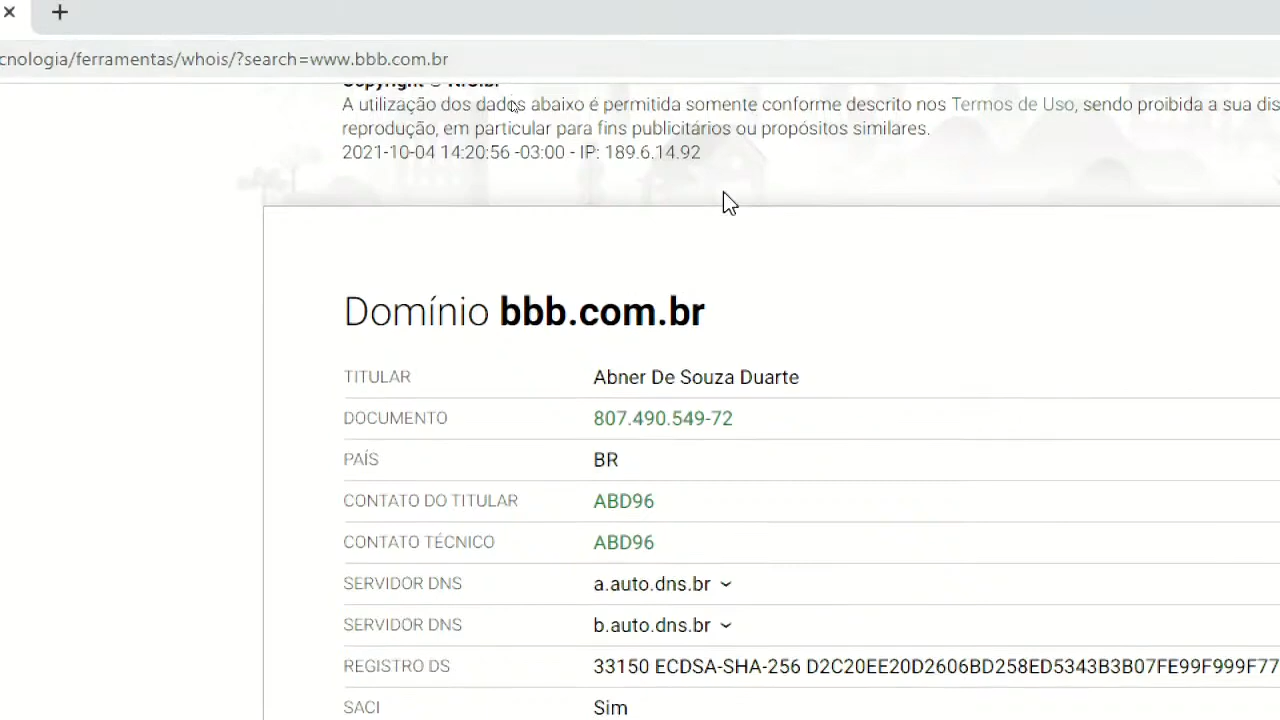 cnologia/ferramentas/whois/?search=www.bbb.com.br
Copyright © NIC.br
A utilização dos dados abaixo é permitida somente conforme descrito nos Termos de Uso, sendo proibida a sua dis
reprodução, em particular para fins publicitários ou propósitos similares.
2021-10-04 14:20:56 -03:00 - IP: 189.6.14.92
Domínio bbb.com.br
TITULAR Abner De Souza Duarte
DOCUMENTO 807.490.549-72
PAÍS BR
CONTATO DO TITULAR ABD96
CONTATO TÉCNICO ABD96
SERVIDOR DNS a.auto.dns.br
SERVIDOR DNS b.auto.dns.br
REGISTRO DS 33150 ECDSA-SHA-256 D2C20EE20D2606BD258ED5343B3B07FE99F999F77
SACI Sim